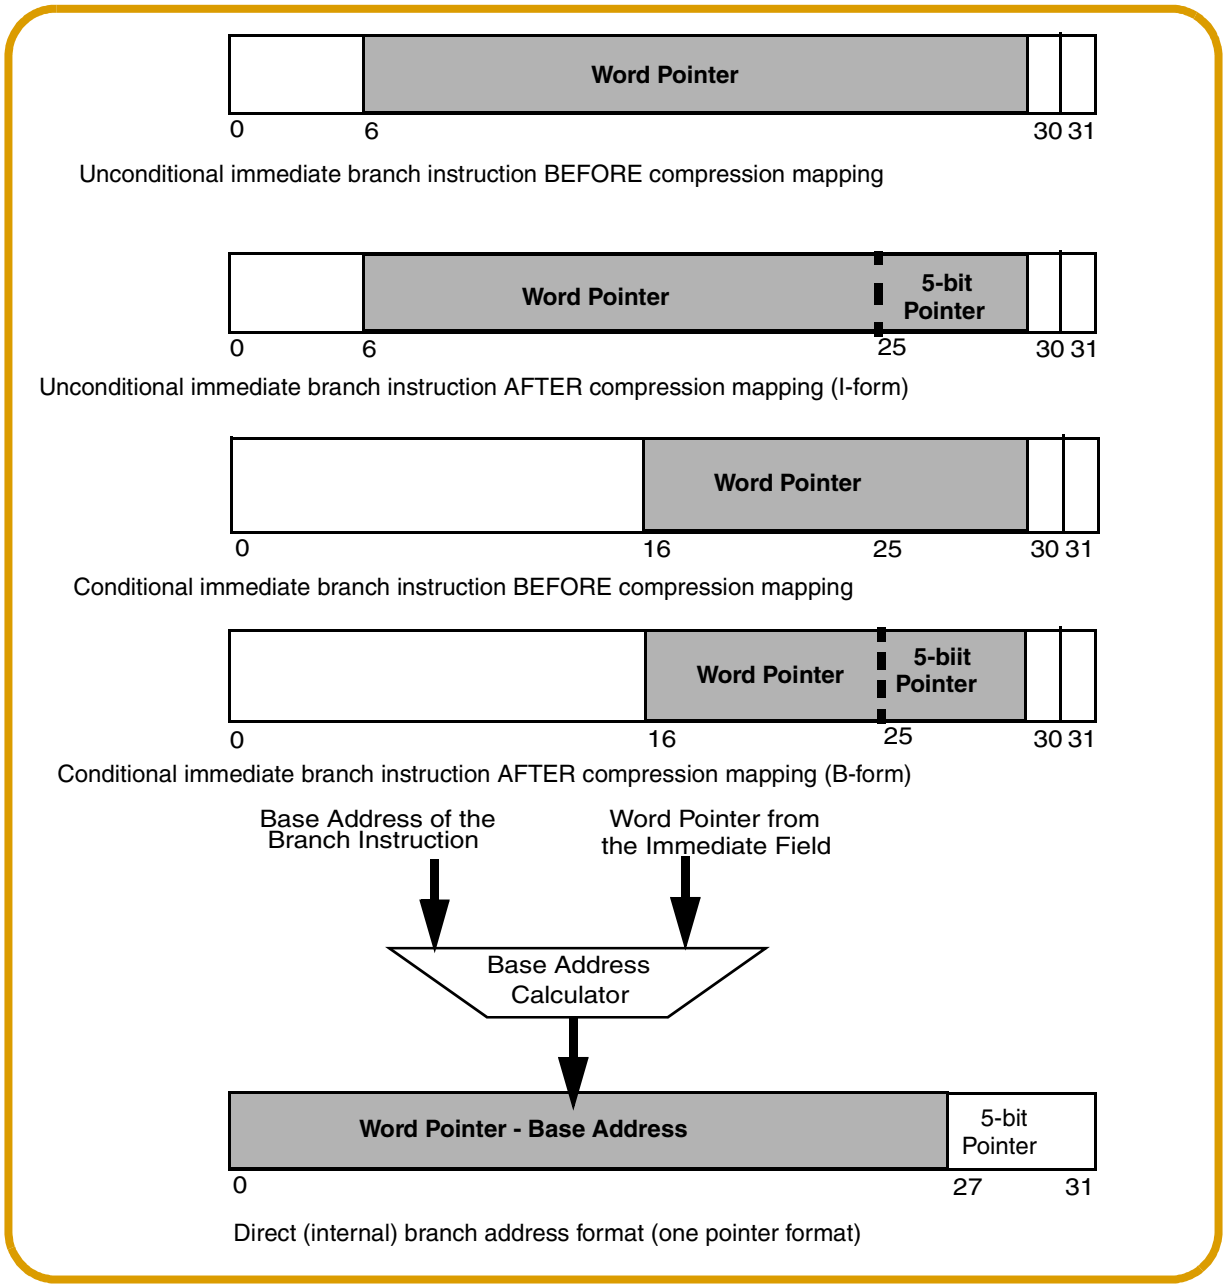 Word Pointer
0 6 30 31
Unconditional immediate branch instruction BEFORE compression mapping
Word Pointer
5-bit
Pointer
0 6 25 30 31
Unconditional immediate branch instruction AFTER compression mapping (I-form)
Word Pointer
0 16 25 30 31
Conditional immediate branch instruction BEFORE compression mapping
Word Pointer
5-biit
Pointer
0 16 25 30 31
Conditional immediate branch instruction AFTER compression mapping (B-form)
Base Address of the
Branch Instruction
Word Pointer from
the Immediate Field
Base Address
Calculator
Word Pointer - Base Address
5-bit
Pointer
0 27 31
Direct (internal) branch address format (one pointer format)